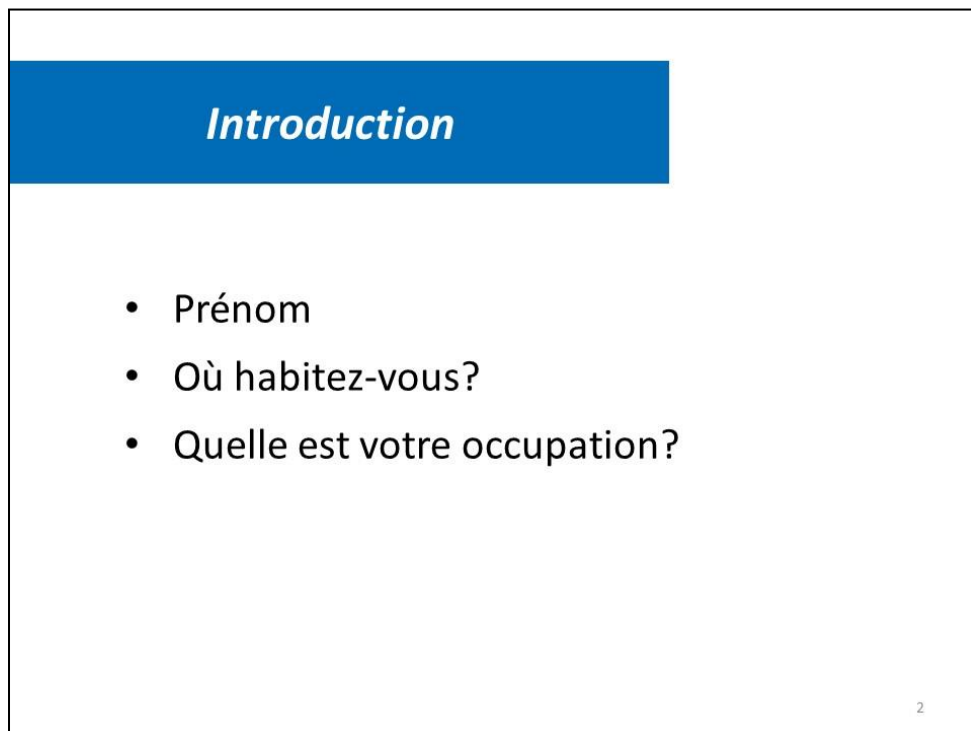 Introduction
• Prénom
• Où habitez-vous?
• Quelle est votre occupation?
2